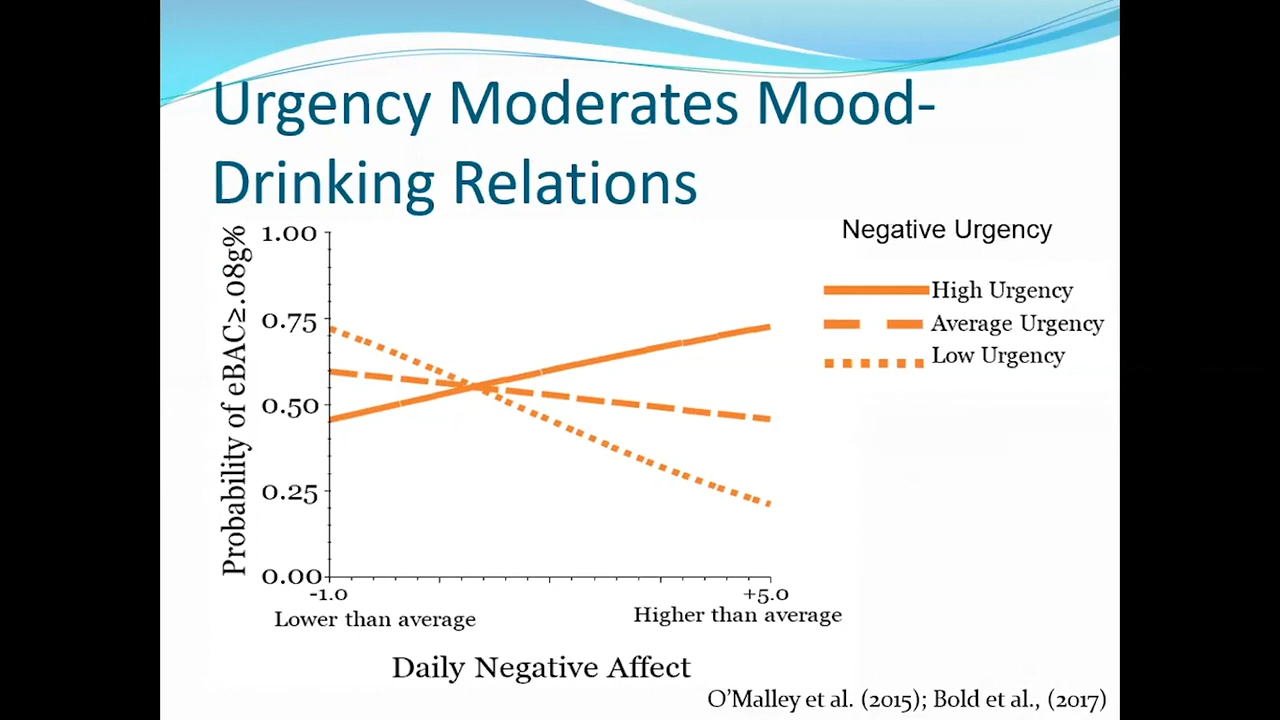 Urgency Moderates Mood-
Drinking Relations
Negative Urgency
High Urgency
Average Urgency
Low Urgency
Probability of eBAC≥.08g%
1.00
0.75
0.50
0.25
0.00
-1.0
+5.0
Lower than average
Higher than average
Daily Negative Affect
O’Malley et al. (2015); Bold et al., (2017)